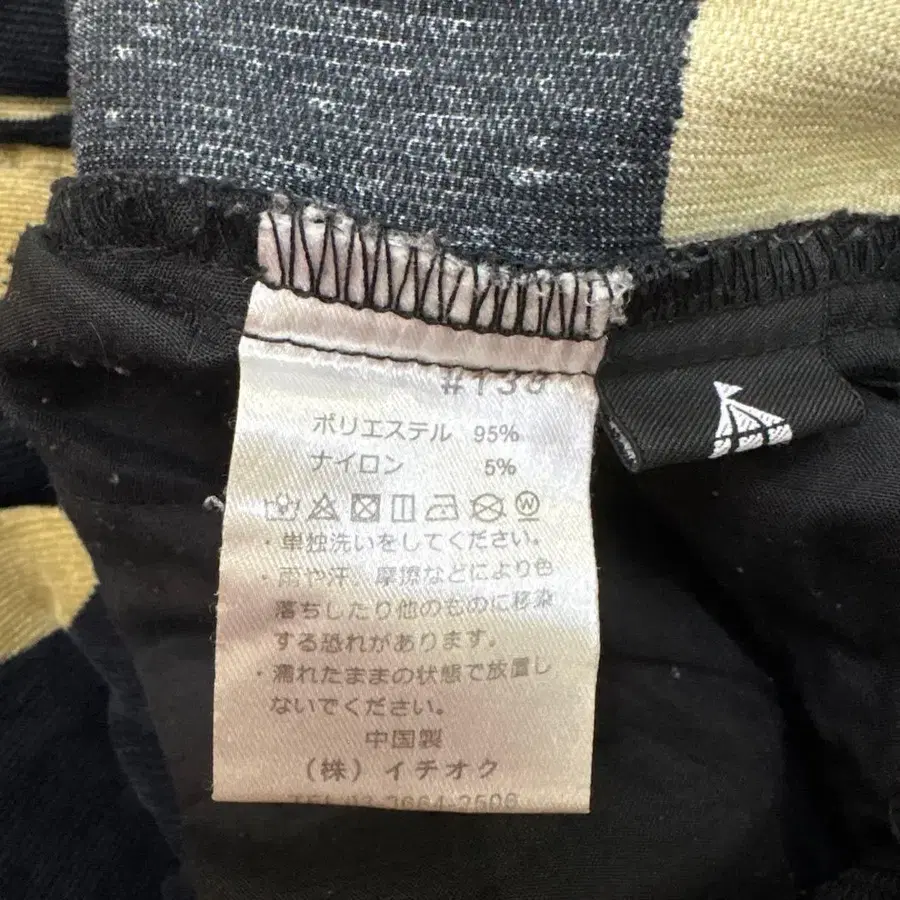 ポリエステル 95%
ナイロン 5%
W
・単独洗いをしてください。
・雨や汗、摩擦などにより色
落ちしたり他のものに移染
する恐れがあります。
・濡れたままの状態で放置し
ないでください。
中国製
(株) イチオク